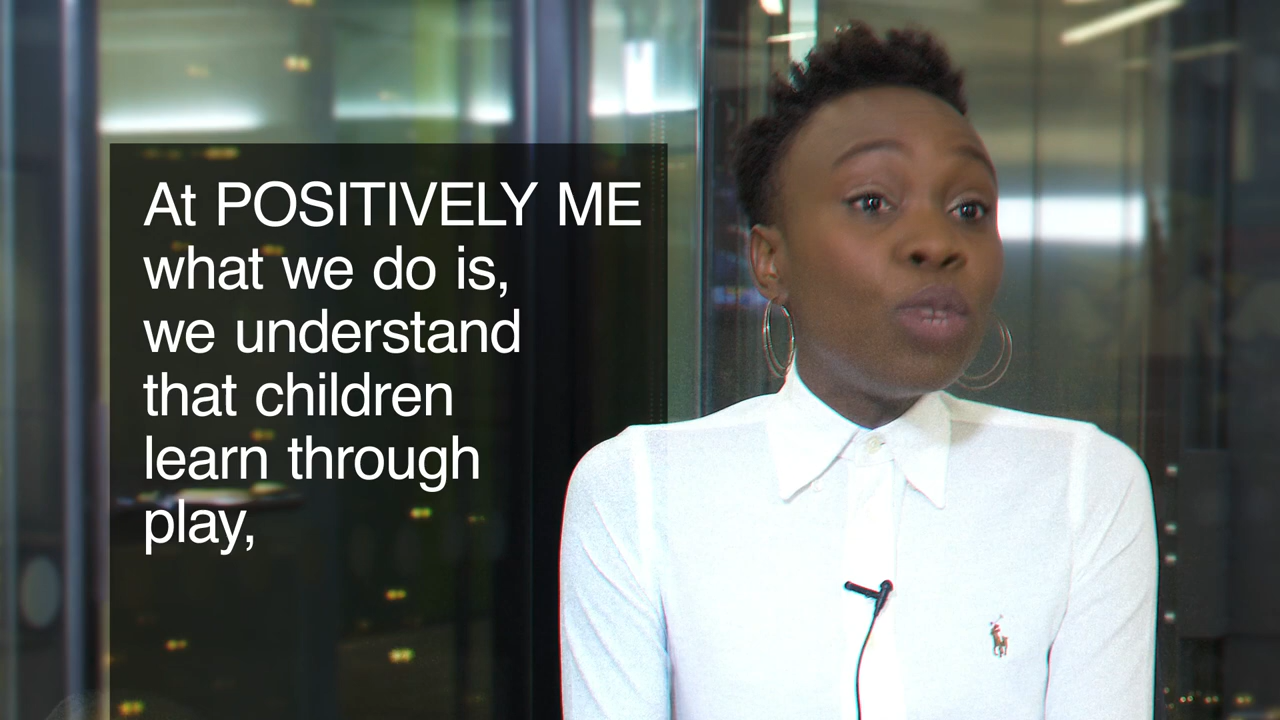 At POSITIVELY ME
what we do is,
we understand
that children
learn through
play,